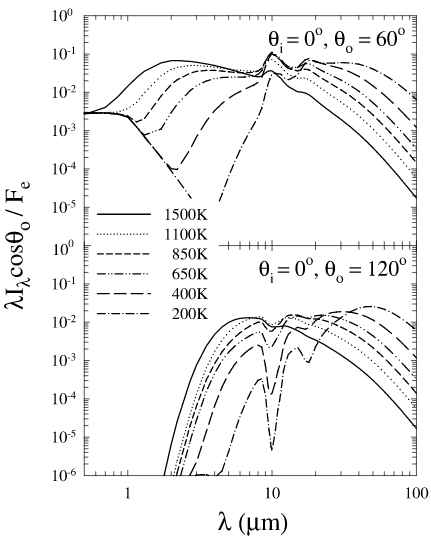 θi = 0°, θo = 60°
10⁰
10⁻¹
10⁻²
10⁻³
10⁻⁴
10⁻⁵
λIλcosθo / Fe
1500K
1100K
850K
650K
400K
200K
θi = 0°, θo = 120°
10⁰
10⁻¹
10⁻²
10⁻³
10⁻⁴
10⁻⁵
10⁻⁶
1 10 100
λ (μm)